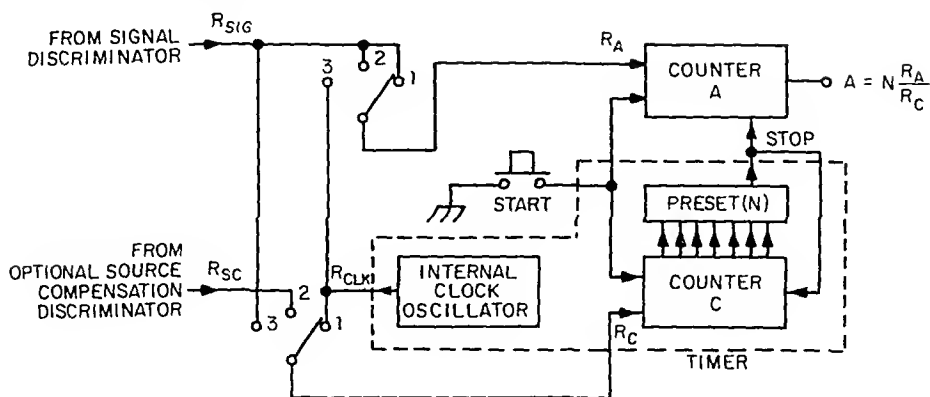 FROM SIGNAL
DISCRIMINATOR
R_SIG
2
1
3
R_A
COUNTER
A
A = N R_A/R_C
STOP
START
PRESET(N)
FROM
OPTIONAL SOURCE
COMPENSATION
DISCRIMINATOR
R_SC
2
3
1
R_CLK
INTERNAL
CLOCK
OSCILLATOR
COUNTER
C
R_C
TIMER